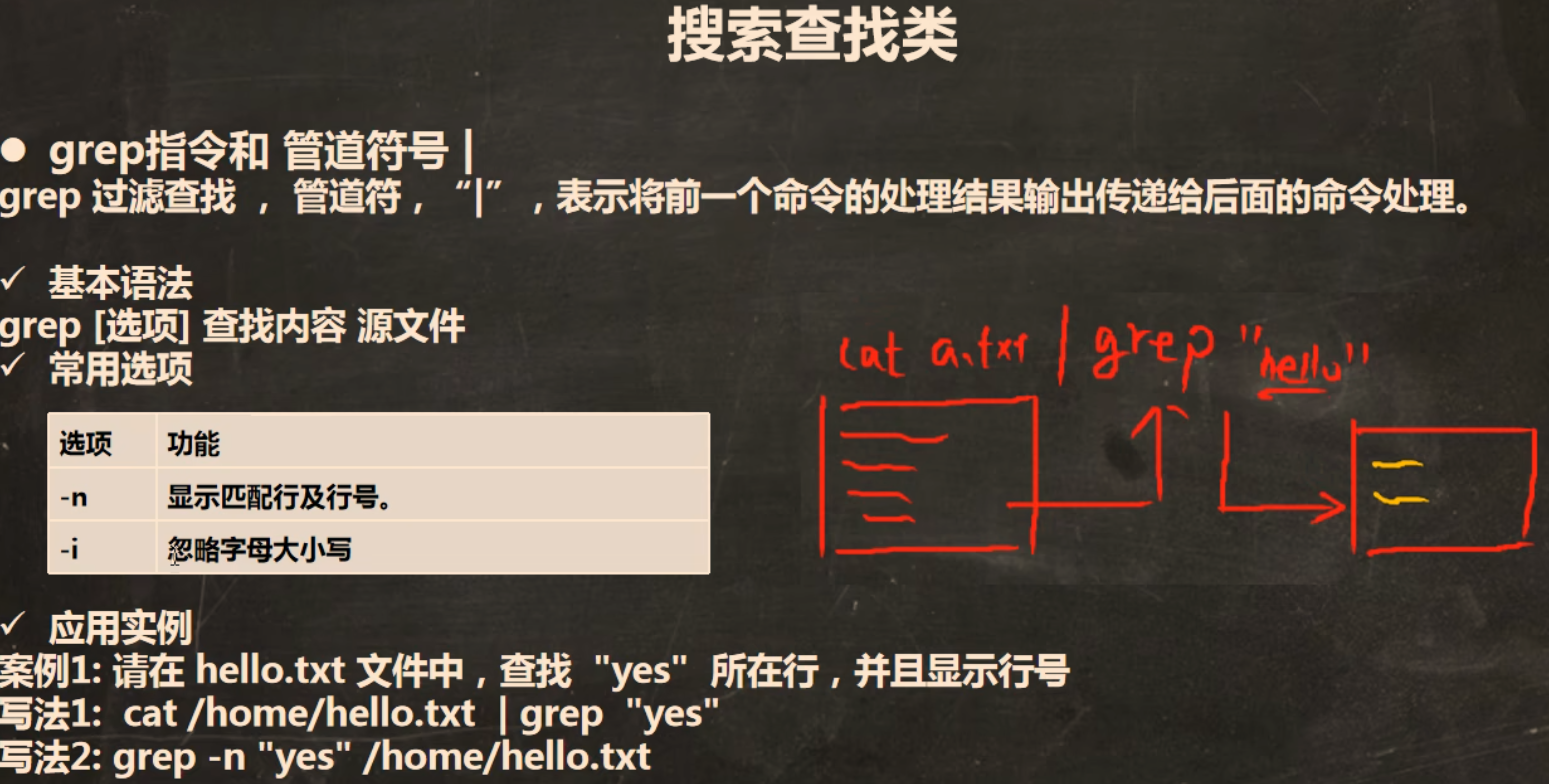 搜索查找类
● grep指令和 管道符号 |
grep 过滤查找 ， 管道符， “|” ，表示将前一个命令的处理结果输出传递给后面的命令处理。
✓ 基本语法
grep [选项] 查找内容 源文件
✓ 常用选项
选项 功能
-n 显示匹配行及行号。
-i 忽略字母大小写
cat a.txt | grep "hello"
✓ 应用实例
案例1: 请在 hello.txt 文件中，查找 "yes" 所在行，并且显示行号
写法1: cat /home/hello.txt | grep "yes"
写法2: grep -n "yes" /home/hello.txt